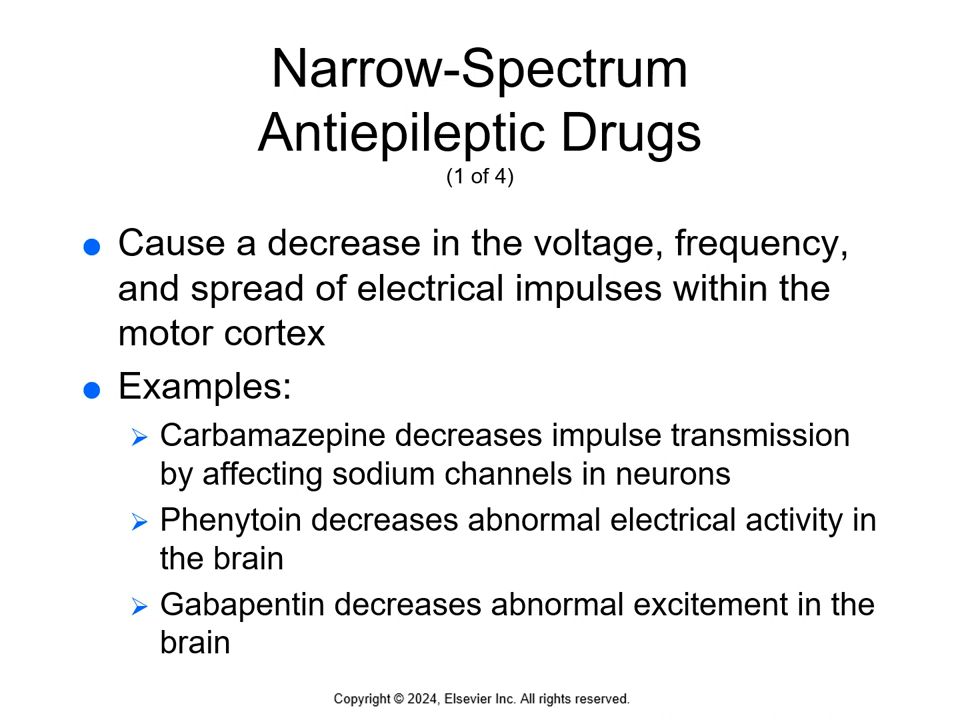 Narrow-Spectrum
Antiepileptic Drugs
(1 of 4)
● Cause a decrease in the voltage, frequency,
and spread of electrical impulses within the
motor cortex
● Examples:
➢ Carbamazepine decreases impulse transmission
by affecting sodium channels in neurons
➢ Phenytoin decreases abnormal electrical activity in
the brain
➢ Gabapentin decreases abnormal excitement in the
brain
Copyright © 2024, Elsevier Inc. All rights reserved.